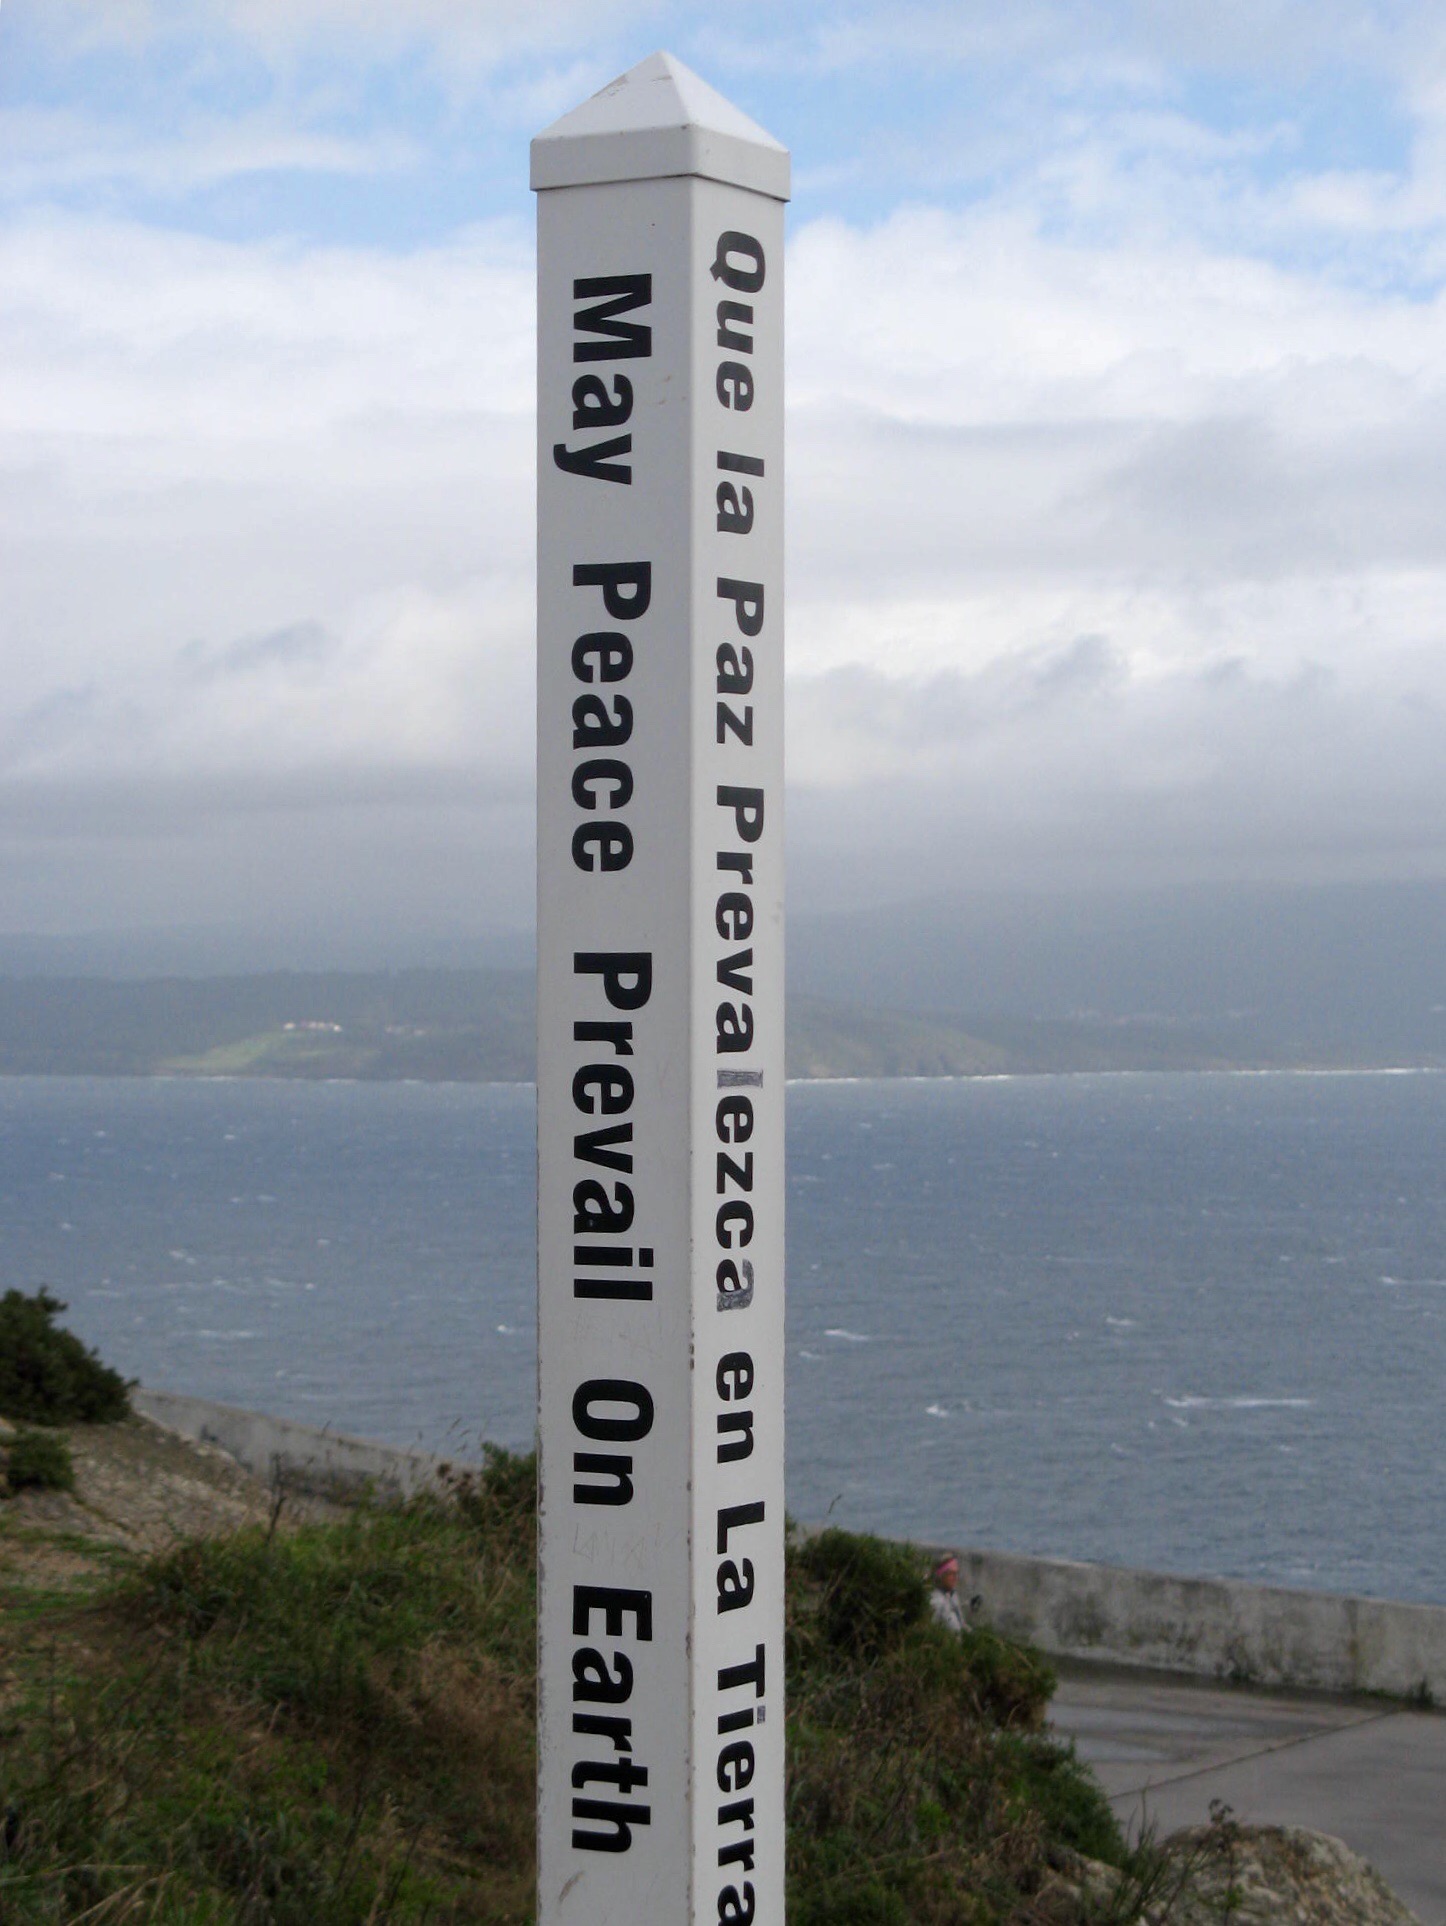 May Peace Prevail On Earth
Que la Paz Prevalezca en La Tierra